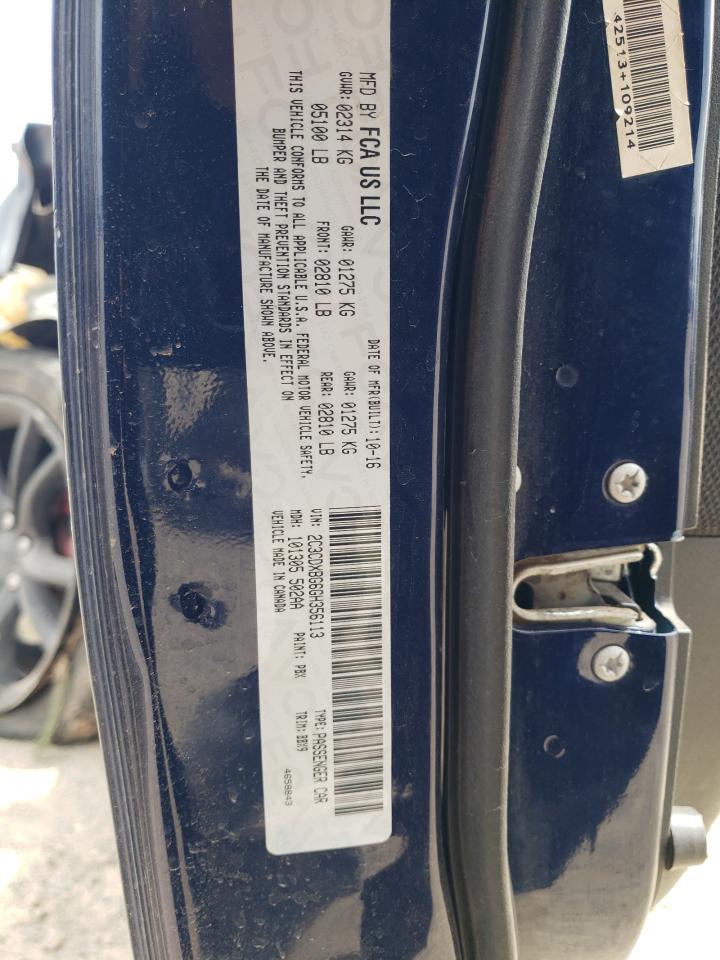 MFD BY FCA US LLC
DATE OF MFR(BUILT): 10-16
GVWR: 02314 KG
GAWR: 01275 KG
GAWR: 01275 KG
05100 LB
FRONT: 02810 LB
REAR: 02810 LB
THIS VEHICLE CONFORMS TO ALL APPLICABLE U.S.A. FEDERAL MOTOR VEHICLE SAFETY,
BUMPER AND THEFT PREVENTION STANDARDS IN EFFECT ON
THE DATE OF MANUFACTURE SHOWN ABOVE.
VIN: 2C3CDXBG6GH356113
TYPE: PASSENGER CAR
MDH: 101305 502AA
PAINT: PBX
TRIM: BBX9
VEHICLE MADE IN CANADA
4658843
42513+109214